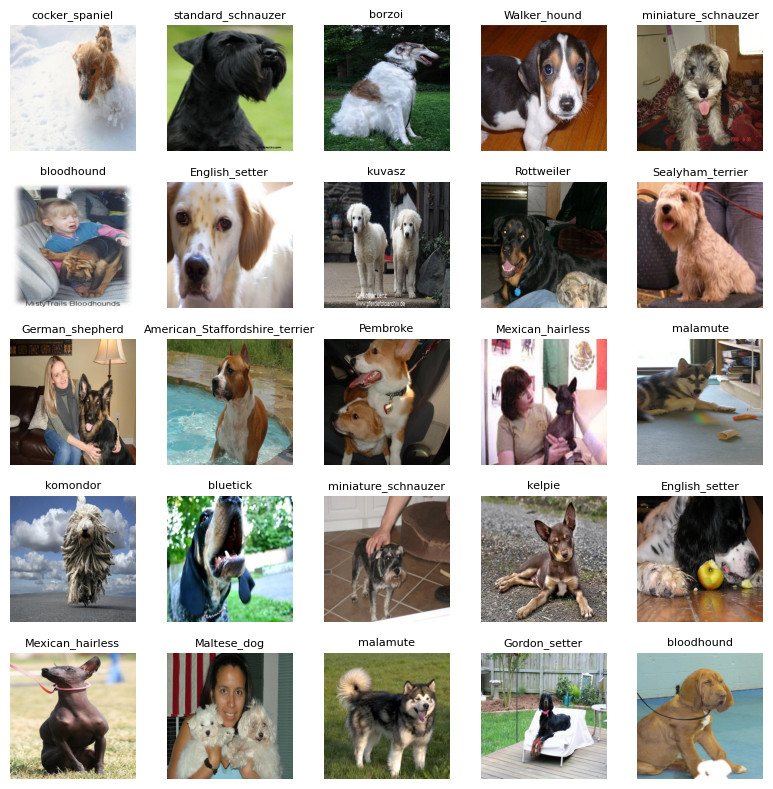 cocker_spaniel
standard_schnauzer
borzoi
Walker_hound
miniature_schnauzer
bloodhound
English_setter
kuvasz
Rottweiler
Sealyham_terrier
MistyTrails Bloodhounds
German_shepherd
American_Staffordshire_terrier
Pembroke
Mexican_hairless
malamute
komondor
bluetick
miniature_schnauzer
kelpie
English_setter
Mexican_hairless
Maltese_dog
malamute
Gordon_setter
bloodhound